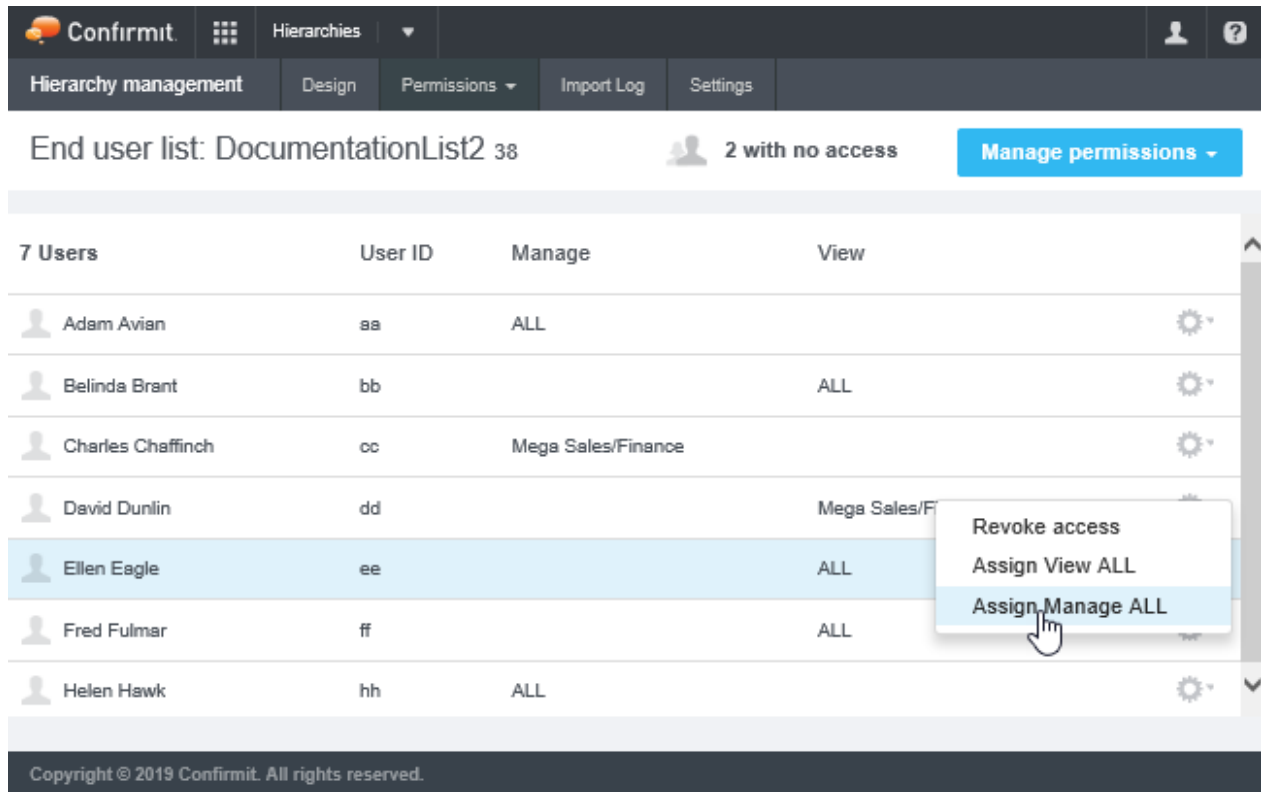 Confirmit. Hierarchies
Hierarchy management Design Permissions Import Log Settings
End user list: DocumentationList2 38 2 with no access Manage permissions
7 Users User ID Manage View
Adam Avian aa ALL
Belinda Brant bb ALL
Charles Chaffinch cc Mega Sales/Finance
David Dunlin dd Mega Sales/F
Revoke access
Ellen Eagle ee ALL Assign View ALL
Assign Manage ALL
Fred Fulmar ff ALL
Helen Hawk hh ALL
Copyright © 2019 Confirmit. All rights reserved.